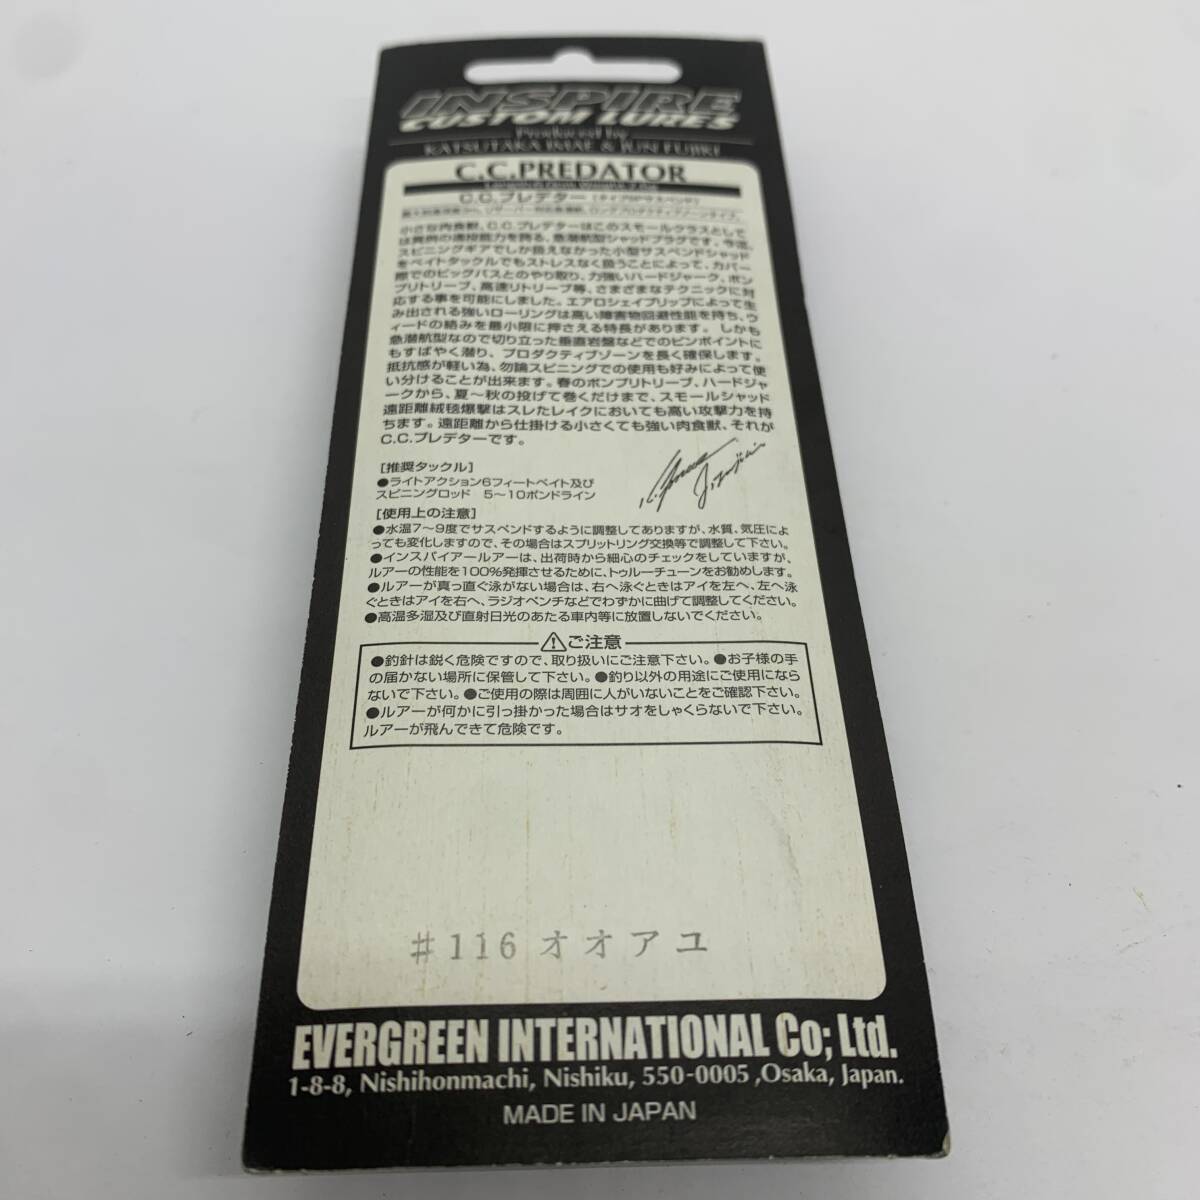 INSPIRE
CUSTOM LURES
Produced by
KATSUTAKA IMAE & JUN FUJIKI
C.C.PREDATOR
C.C.プレデター [タイプSP/サスペンド]
小さな肉食獣、C.C.プレデターはこのスモールクラスとして
は異例の遠投能力を誇る、急潜航型シャッドプラグです。今迄、
スピニングギアでしか扱えなかった小型サスペンドシャッド
をベイトタックルでもストレスなく扱うことによって、カバー
際でのビッグバスとのやり取り、力強いハードジャーク、ポン
プリトリーブ、高速リトリーブ等、さまざまなテクニックに対
応する事を可能にしました。エアロシェイプリップによって生
み出される強いローリングは高い障害物回避性能を持ち、ウ
ィードの絡みを最小限に押さえる特長があります。しかも
急潜航型なので切り立った垂直岩盤などでのピンポイントに
もすばやく潜り、プロダクティブゾーンを長く確保します。
抵抗感が軽い為、勿論スピニングでの使用も好みによって使
い分けることが出来ます。春のポンプリトリーブ、ハードジャ
ークから、夏〜秋の投げて巻くだけまで、スモールシャッド
遠距離絨毯爆撃はスレたレイクにおいても高い攻撃力を持
ちます。遠距離から仕掛ける小さくても強い肉食獣、それが
C.C.プレデターです。
[推奨タックル]
●ライトアクション6フィートベイト及び
スピニングロッド 5〜10ポンドライン
[使用上の注意]
●水温7〜9度でサスペンドするように調整してありますが、水質、気圧によ
っても変化しますので、その場合はスプリットリング交換等で調整して下さい。
●インスパイアールアーは、出荷時から細心のチェックをしていますが、
ルアーの性能を100%発揮させるために、トゥルーチューンをお勧めします。
●ルアーが真っ直ぐ泳がない場合は、右へ泳ぐときはアイを左へ、左へ泳
ぐときはアイを右へ、ラジオペンチなどでわずかに曲げて調整してください。
●高温多湿及び直射日光のあたる車内等に放置しないでください。
⚠ご注意
●釣針は鋭く危険ですので、取り扱いにご注意下さい。●お子様の手
の届かない場所に保管して下さい。●釣り以外の用途にご使用になら
ないで下さい。●ご使用の際は周囲に人がいないことをご確認下さい。
●ルアーが何かに引っ掛かった場合はサオをしゃくらないで下さい。
ルアーが飛んできて危険です。
#116 オオアユ
EVERGREEN INTERNATIONAL Co; Ltd.
1-8-8, Nishihonmachi, Nishiku, 550-0005 ,Osaka, Japan.
MADE IN JAPAN